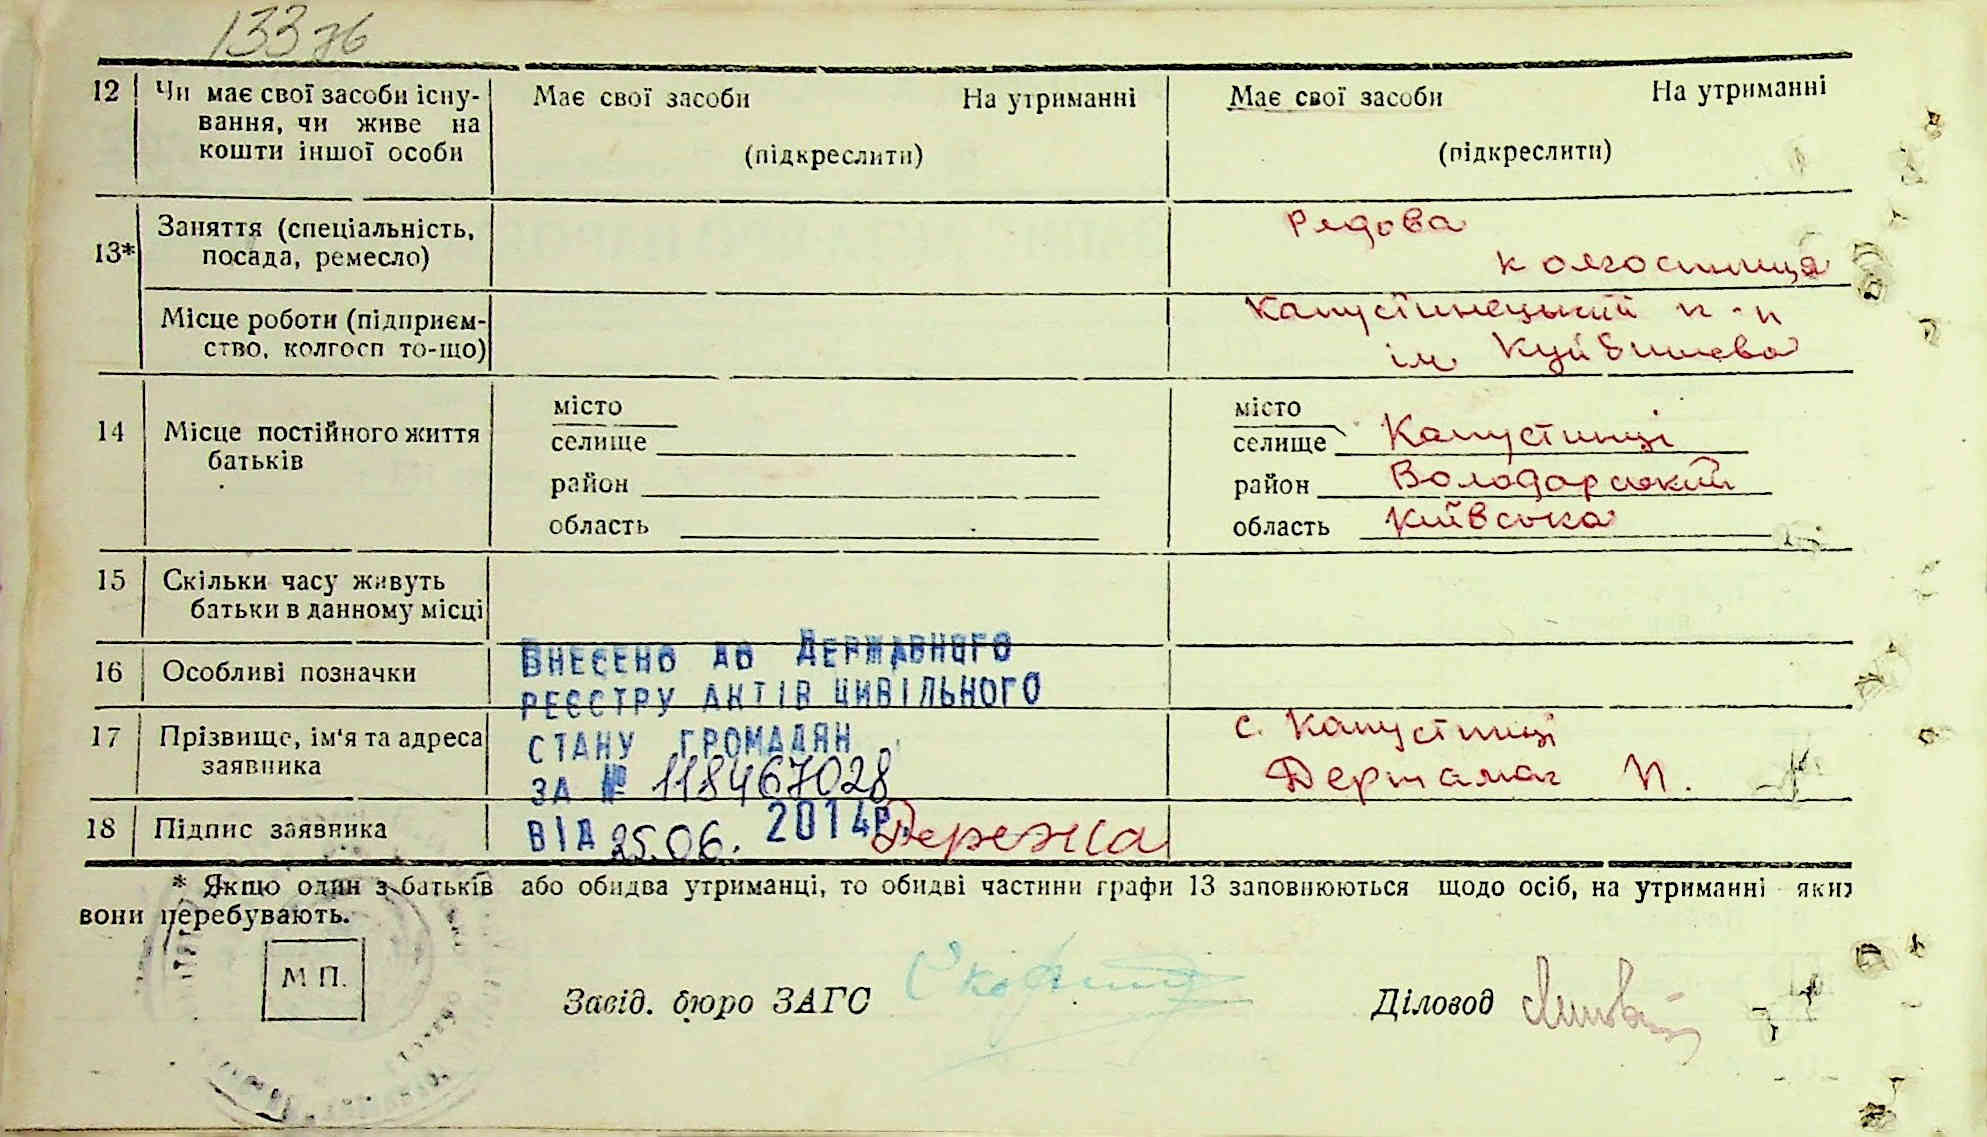 133 зв
12 Чи має свої засоби існу- Має свої засоби На утриманні Має свої засоби На утриманні
вання, чи живе на
кошти іншої особи (підкреслити) (підкреслити)
13* Заняття (спеціальність, Рядова
посада, ремесло) колгоспниця
Місце роботи (підприєм- Капустинецький к-п
ство, колгосп то-що) ім Куйбишева
14 Місце постійного життя батьків
місто місто
селище селище Капустинці
район район Володарський
область область Київська
15 Скільки часу живуть
батьки в данному місці
16 Особливі позначки
Внесено до Державного
реєстру актів цивільного
стану громадян
за № 118467028
від 25.06. 2014р.
17 Прізвище, ім'я та адреса с. Капустинці
заявника П.
18 Підпис заявника
* Якщо один з батьків або обидва утриманці, то обидві частини графи 13 заповнюються щодо осіб, на утриманні яких
вони перебувають.
М П.
Завід. бюро ЗАГС Діловод